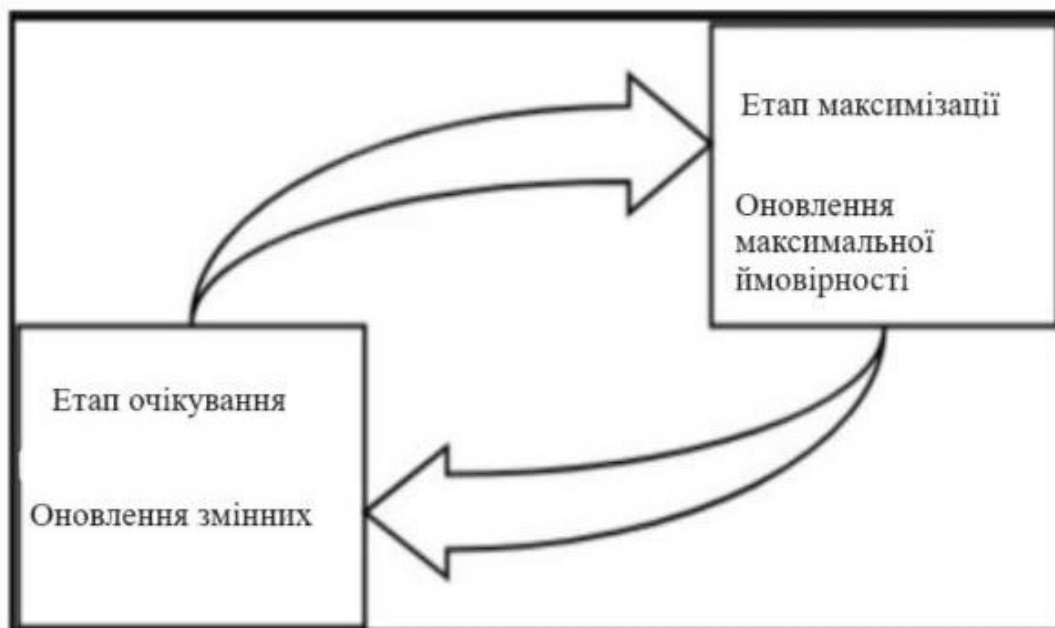 Етап максимізації
Оновлення
максимальної
ймовірності
Етап очікування
Оновлення змінних